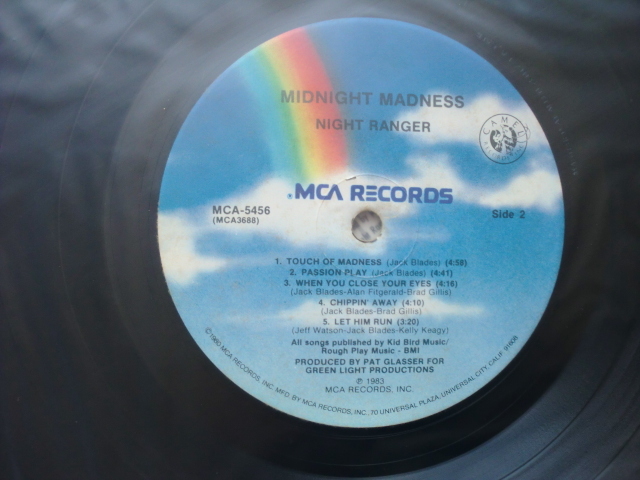 MIDNIGHT MADNESS
NIGHT RANGER
CAMEL
MCA RECORDS
MCA-5456
(MCA3688)
Side 2
1. TOUCH OF MADNESS (Jack Blades) (4:58)
2. PASSION PLAY (Jack Blades) (4:41)
3. WHEN YOU CLOSE YOUR EYES (4:16)
(Jack Blades-Alan Fitgerald-Brad Gillis)
4. CHIPPIN' AWAY (4:10)
(Jack Blades-Brad Gillis)
5. LET HIM RUN (3:20)
(Jeff Watson-Jack Blades-Kelly Keagy)
All songs published by Kid Bird Music/
Rough Play Music - BMI
PRODUCED BY PAT GLASSER FOR
GREEN LIGHT PRODUCTIONS
℗ 1983
MCA RECORDS, INC.
©1980 MCA RECORDS, INC. MFD. BY MCA RECORDS, INC., 70 UNIVERSAL PLAZA, UNIVERSAL CITY, CALIF. 91608